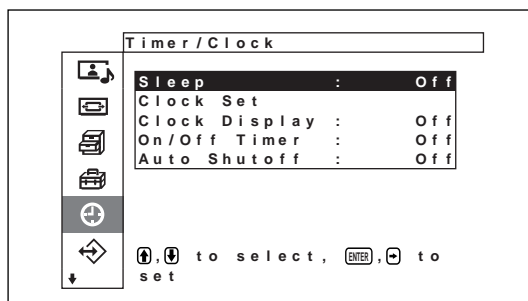 Timer/Clock
Sleep : Off
Clock Set
Clock Display : Off
On/Off Timer : Off
Auto Shutoff : Off
↑,↓ to select, ENTER,→ to
set